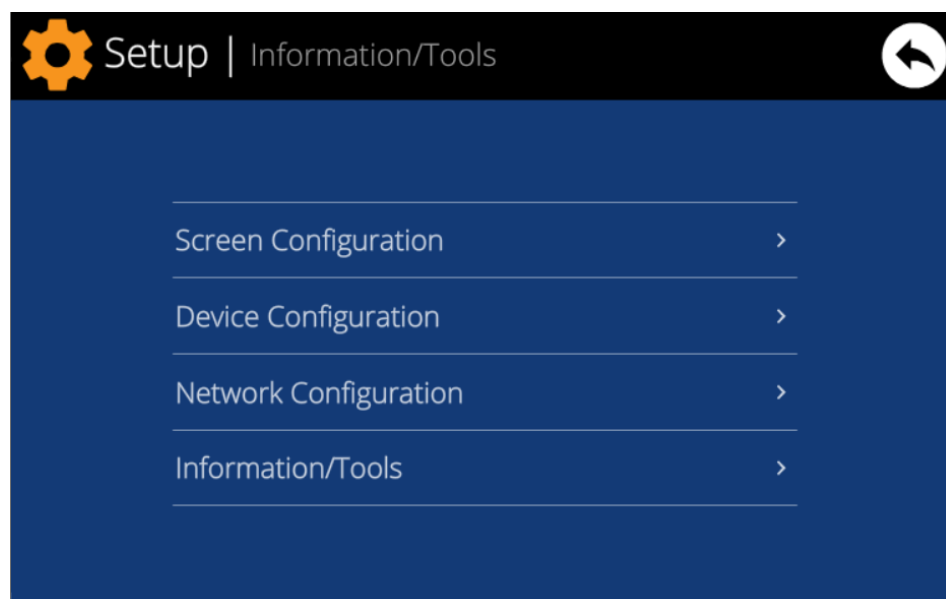 Setup | Information/Tools
Screen Configuration
Device Configuration
Network Configuration
Information/Tools